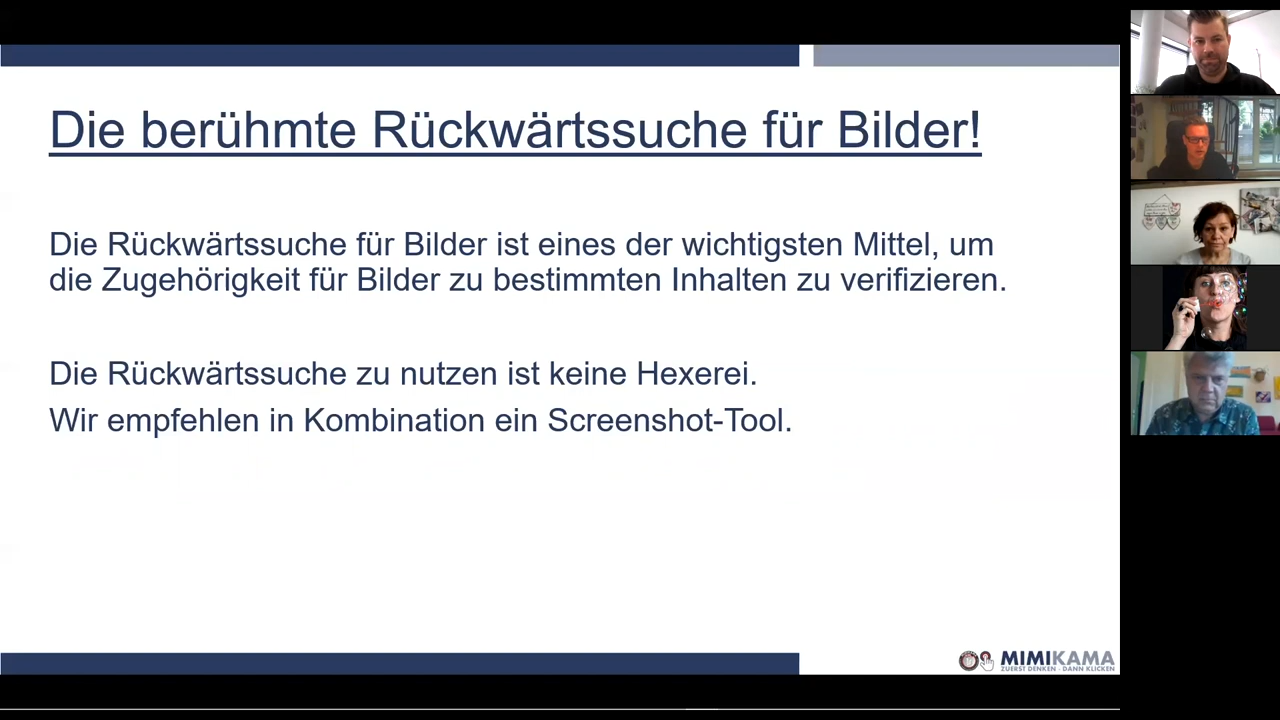 Die berühmte Rückwärtssuche für Bilder!
Die Rückwärtssuche für Bilder ist eines der wichtigsten Mittel, um
die Zugehörigkeit für Bilder zu bestimmten Inhalten zu verifizieren.
Die Rückwärtssuche zu nutzen ist keine Hexerei.
Wir empfehlen in Kombination ein Screenshot-Tool.
MIMIKAMA
ZUERST DENKEN - DANN KLICKEN